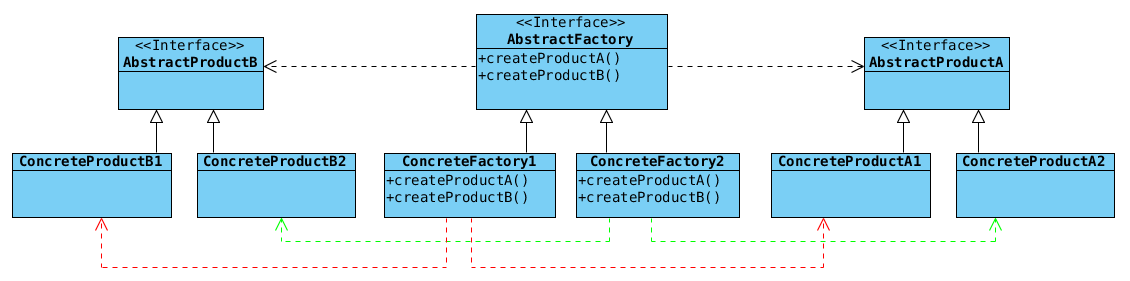 <<Interface>>
AbstractFactory
+createProductA()
+createProductB()
<<Interface>>
AbstractProductB
<<Interface>>
AbstractProductA
ConcreteProductB1
ConcreteProductB2
ConcreteFactory1
+createProductA()
+createProductB()
ConcreteFactory2
+createProductA()
+createProductB()
ConcreteProductA1
ConcreteProductA2